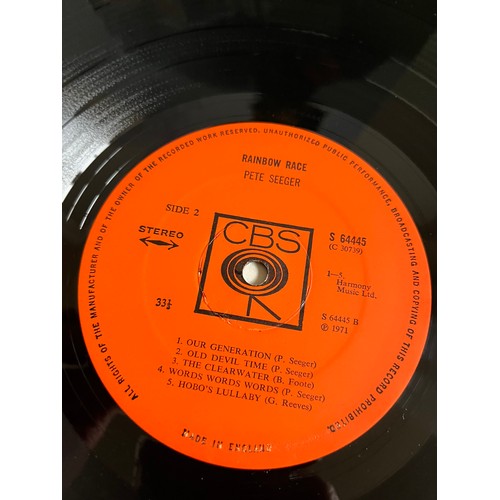 ALL RIGHTS OF THE MANUFACTURER AND OF THE OWNER OF THE RECORDED WORK RESERVED. UNAUTHORIZED PUBLIC PERFORMANCE, BROADCASTING AND COPYING OF THIS RECORD PROHIBITED.
RAINBOW RACE
PETE SEEGER
SIDE 2
STEREO
33⅓
CBS
S 64445
(C 30739)
1—5,
Harmony
Music Ltd.
S 64445 B
℗ 1971
1. OUR GENERATION (P. Seeger)
2. OLD DEVIL TIME (P. Seeger)
3. THE CLEARWATER (B. Foote)
4. WORDS WORDS WORDS (P. Seeger)
5. HOBO'S LULLABY (G. Reeves)
MADE IN ENGLAND